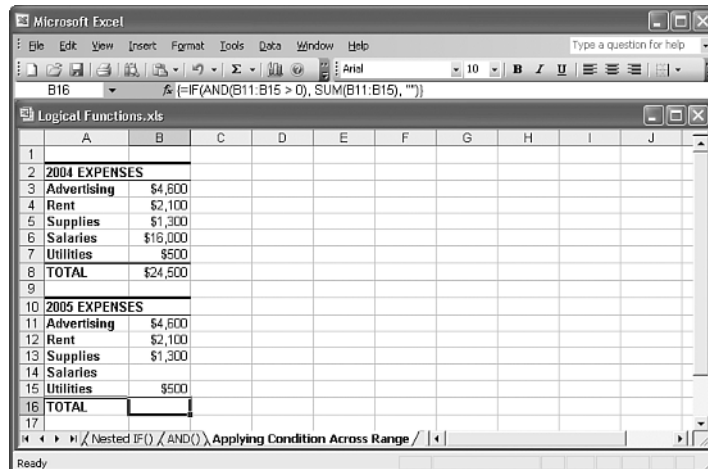 Microsoft Excel
File Edit View Insert Format Tools Data Window Help Type a question for help
Arial 10 B I U
B16 fx {=IF(AND(B11:B15 > 0), SUM(B11:B15), "")}
Logical Functions.xls
A B C D E F G H I J
1
2 2004 EXPENSES
3 Advertising $4,600
4 Rent $2,100
5 Supplies $1,300
6 Salaries $16,000
7 Utilities $500
8 TOTAL $24,500
9
10 2005 EXPENSES
11 Advertising $4,600
12 Rent $2,100
13 Supplies $1,300
14 Salaries
15 Utilities $500
16 TOTAL
17
Nested IF() / AND() \ Applying Condition Across Range /
Ready